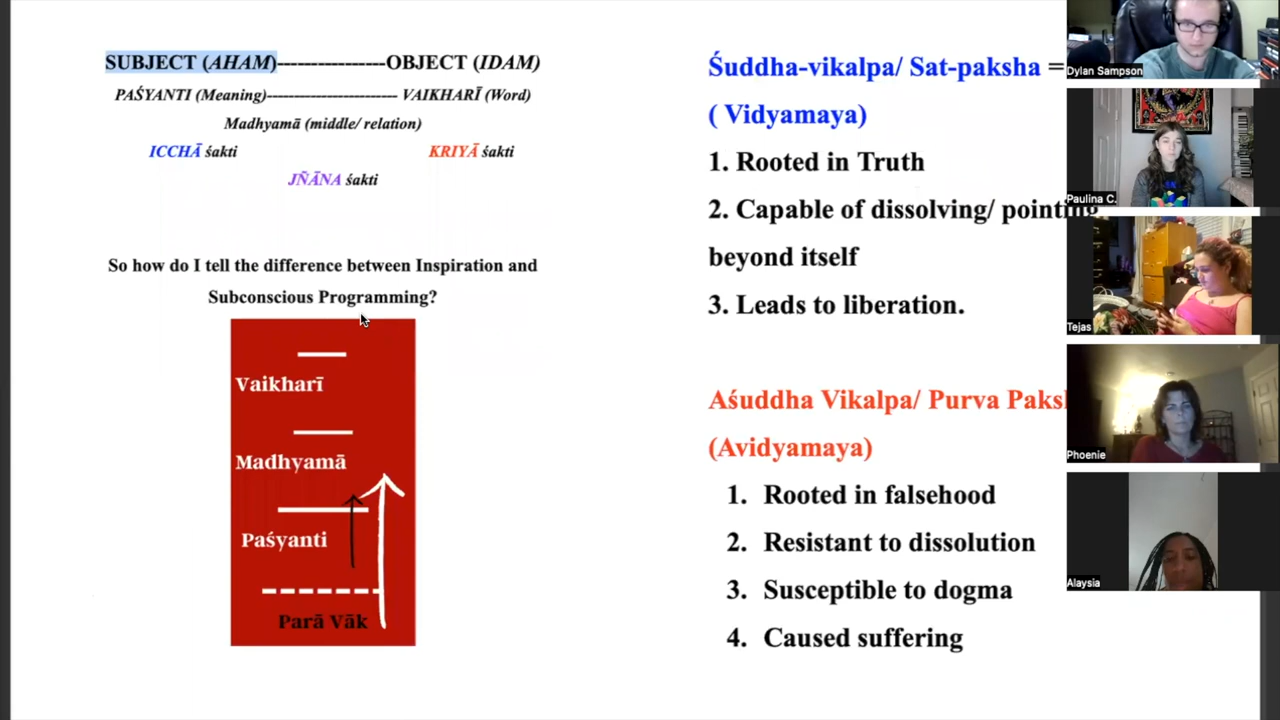 SUBJECT (AHAM)----------------OBJECT (IDAM)
PAŚYANTI (Meaning)------------------------- VAIKHARĪ (Word)
Madhyamā (middle/ relation)
ICCHĀ śakti KRIYĀ śakti
JÑĀNA śakti
So how do I tell the difference between Inspiration and
Subconscious Programming?
Vaikharī
Madhyamā
Paśyanti
Parā Vāk
Śuddha-vikalpa/ Sat-paksha =
( Vidyamaya)
1. Rooted in Truth
2. Capable of dissolving/ pointing
beyond itself
3. Leads to liberation.
Aśuddha Vikalpa/ Purva Paks
(Avidyamaya)
1. Rooted in falsehood
2. Resistant to dissolution
3. Susceptible to dogma
4. Caused suffering
Dylan Sampson
Paulina C.
Tejas
Phoenie
Alaysia